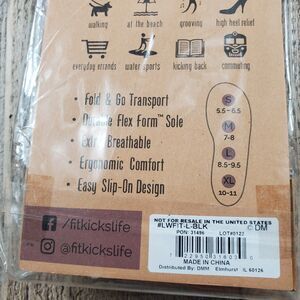 walking
at the beach
grooving
high heel relief
everyday errands
water sports
kicking back
commuting
• Fold & Go Transport
• Durable Flex Form™ Sole
• Extra Breathable
• Ergonomic Comfort
• Easy Slip-On Design
S
5.5-6.5
M
7-8
L
8.5-9.5
XL
10-11
/fitkickslife
@fitkickslife
NOT FOR RESALE IN THE UNITED STATES
#LWFIT-L-BLK
© DM
PON: 31496
LOT#0122
MADE IN CHINA
Distributed By: DMM Elmhurst IL 60126